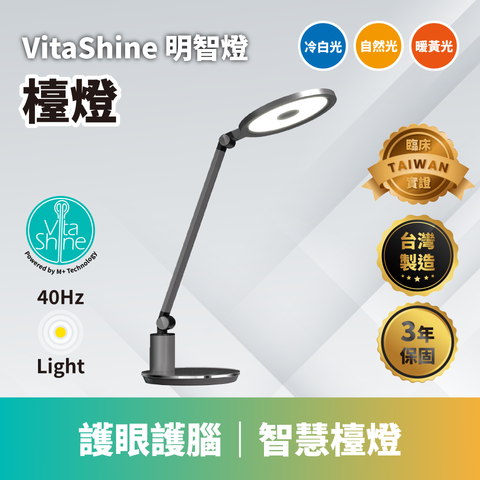 VitaShine 明智燈
檯燈
冷白光
自然光
暖黃光
臨床
TAIWAN
實證
Vita
Shine
Powered by M+ Technology
台灣
製造
40Hz
Light
3年
保固
護眼護腦｜智慧檯燈